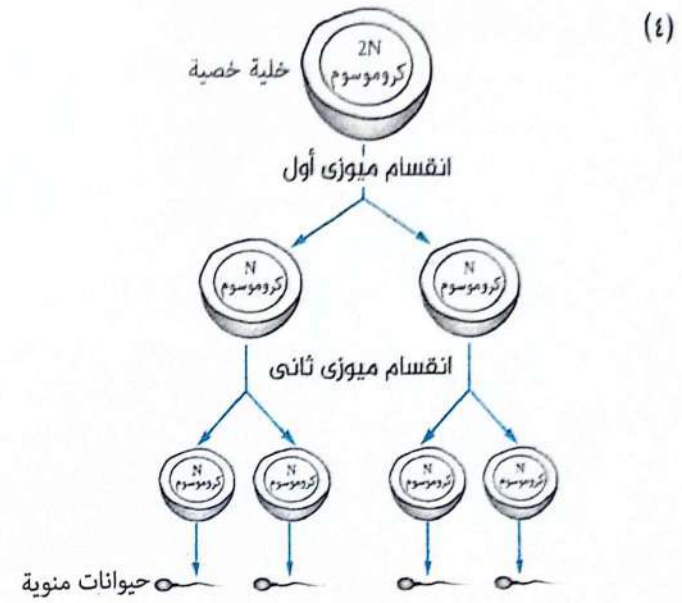 (٤)
2N
كروموسوم
خلية خصية
انقسام ميوزى أول
N
كروموسوم
N
كروموسوم
انقسام ميوزى ثانى
N
كروموسوم
N
كروموسوم
N
كروموسوم
N
كروموسوم
حيوانات منوية